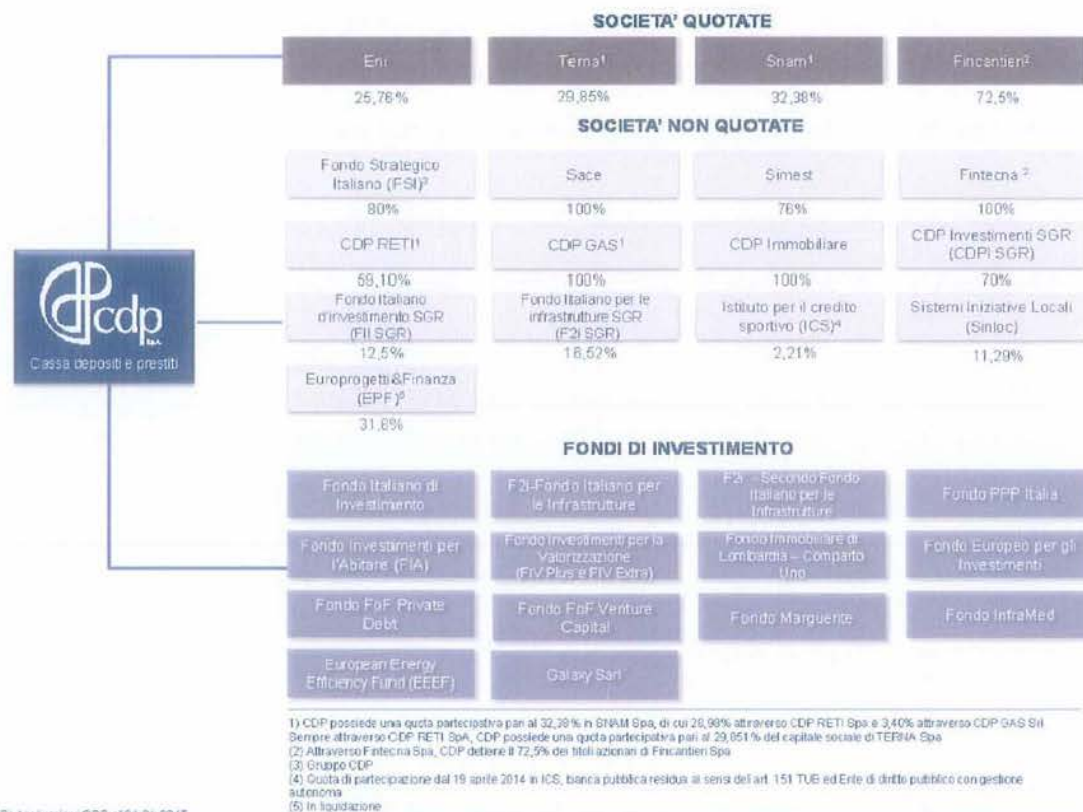 SOCIETA' QUOTATE
Eni
Terna¹
Snam¹
Fincantieri²
25,76%
29,85%
32,38%
72,5%
SOCIETA' NON QUOTATE
Fondo Strategico
Italiano (FSI)³
Sace
Simest
Fintecna ²
80%
100%
76%
100%
CDP RETI¹
CDP GAS¹
CDP Immobiliare
CDP Investimenti SGR
(CDPI SGR)
59,10%
100%
100%
70%
cdp
Cassa depositi e prestiti
Fondo Italiano
d'investimento SGR
(FII SGR)
Fondo Italiano per le
infrastrutture SGR
(F2i SGR)
Istituto per il credito
sportivo (ICS)⁴
Sistemi Iniziative Locali
(Sinloc)
12,5%
16,52%
2,21%
11,29%
Europrogetti&Finanza
(EPF)⁵
31,8%
FONDI DI INVESTIMENTO
Fondo Italiano di
Investimento
F2i-Fondo Italiano per
le Infrastrutture
F2i – Secondo Fondo
Italiano per le
Infrastrutture
Fondo PPP Italia
Fondo Investimenti per
l'Abitare (FIA)
Fondo Investimenti per la
Valorizzazione
(FIV Plus e FIV Extra)
Fondo Immobiliare di
Lombardia – Comparto
Uno
Fondo Europeo per gli
Investimenti
Fondo FoF Private
Debt
Fondo FoF Venture
Capital
Fondo Marguerite
Fondo InfraMed
European Energy
Efficiency Fund (EEEF)
Galaxy Sarl
1) CDP possiede una quota partecipativa pari al 32,38% in SNAM Spa, di cui 28,98% attraverso CDP RETI Spa e 3,40% attraverso CDP GAS Srl
Sempre attraverso CDP RETI SpA, CDP possiede una quota partecipativa pari al 29,851% del capitale sociale di TERNA Spa
(2) Attraverso Fintecna Spa, CDP detiene il 72,5% dei titoli azionari di Fincantieri Spa
(3) Gruppo CDP
(4) Quota di partecipazione dal 19 aprile 2014 in ICS, banca pubblica residua ai sensi dell'art. 151 TUB ed Ente di diritto pubblico con gestione
autonoma
(5) In liquidazione